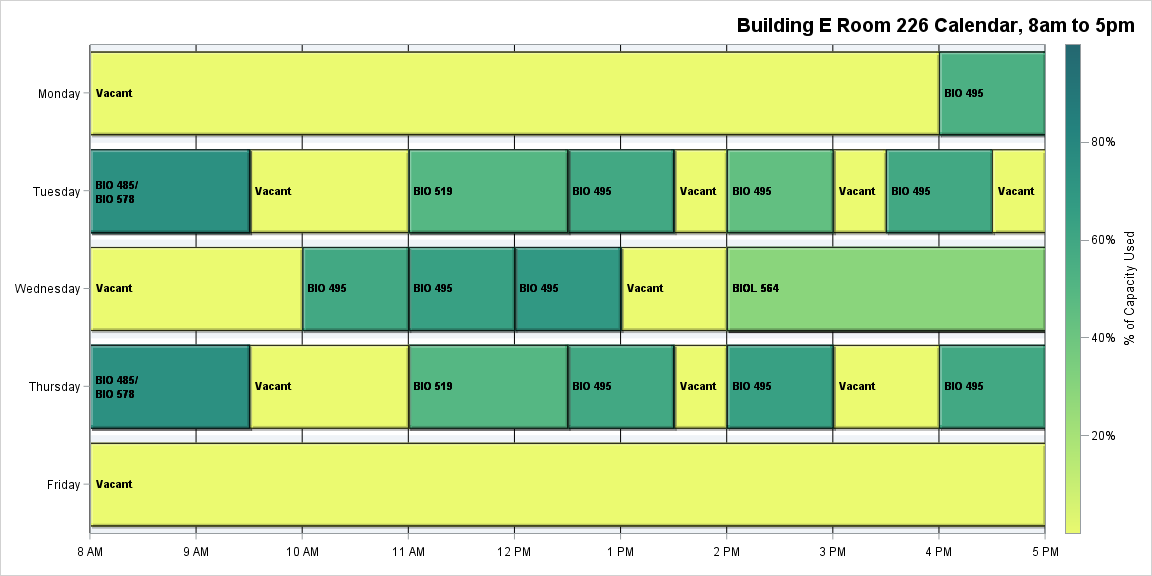 Building E Room 226 Calendar, 8am to 5pm
Monday
Vacant
BIO 495
Tuesday
BIO 485/
BIO 578
Vacant
BIO 519
BIO 495
Vacant
BIO 495
Vacant
BIO 495
Vacant
Wednesday
Vacant
BIO 495
BIO 495
BIO 495
Vacant
BIOL 564
Thursday
BIO 485/
BIO 578
Vacant
BIO 519
BIO 495
Vacant
BIO 495
Vacant
BIO 495
Friday
Vacant
8 AM
9 AM
10 AM
11 AM
12 PM
1 PM
2 PM
3 PM
4 PM
5 PM
80%
60%
40%
20%
% of Capacity Used